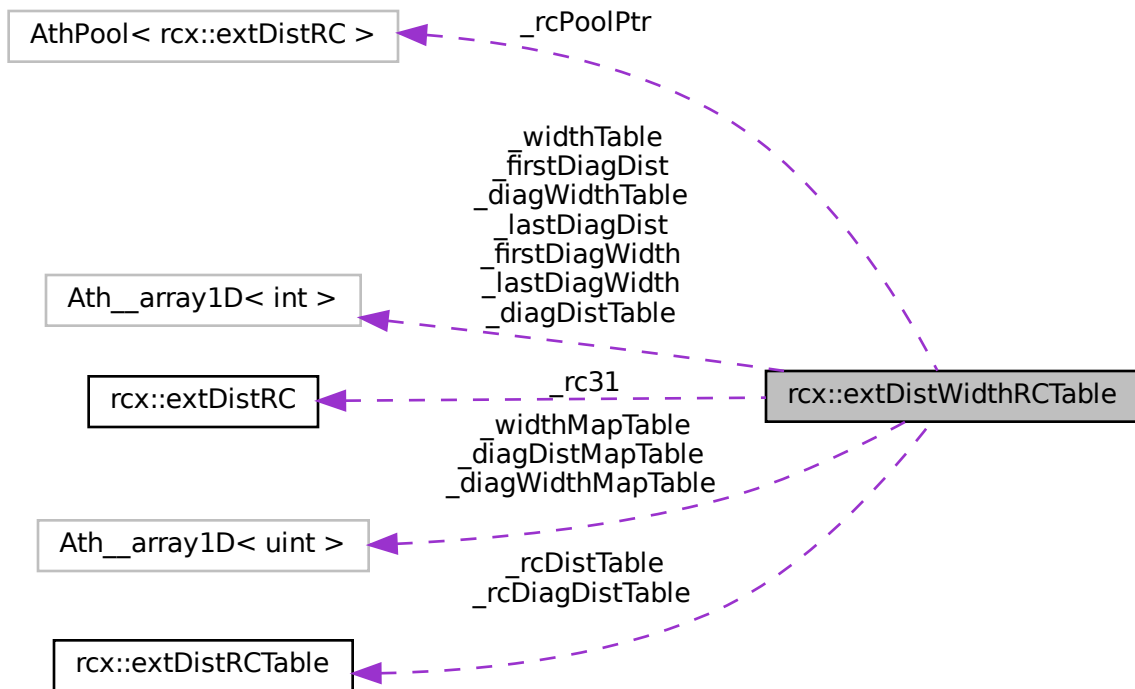 AthPool< rcx::extDistRC >
_rcPoolPtr
_widthTable
_firstDiagDist
_diagWidthTable
_lastDiagDist
_firstDiagWidth
_lastDiagWidth
_diagDistTable
Ath__array1D< int >
rcx::extDistRC
_rc31
rcx::extDistWidthRCTable
_widthMapTable
_diagDistMapTable
_diagWidthMapTable
Ath__array1D< uint >
_rcDistTable
_rcDiagDistTable
rcx::extDistRCTable